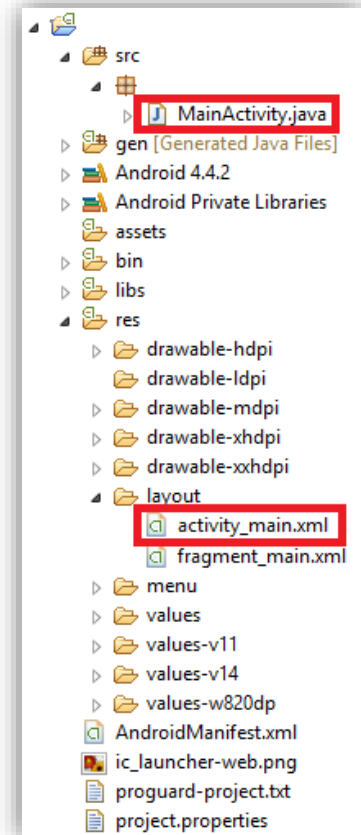 src
J MainActivity.java
gen [Generated Java Files]
Android 4.4.2
Android Private Libraries
assets
bin
libs
res
drawable-hdpi
drawable-ldpi
drawable-mdpi
drawable-xhdpi
drawable-xxhdpi
layout
activity_main.xml
fragment_main.xml
menu
values
values-v11
values-v14
values-w820dp
AndroidManifest.xml
ic_launcher-web.png
proguard-project.txt
project.properties